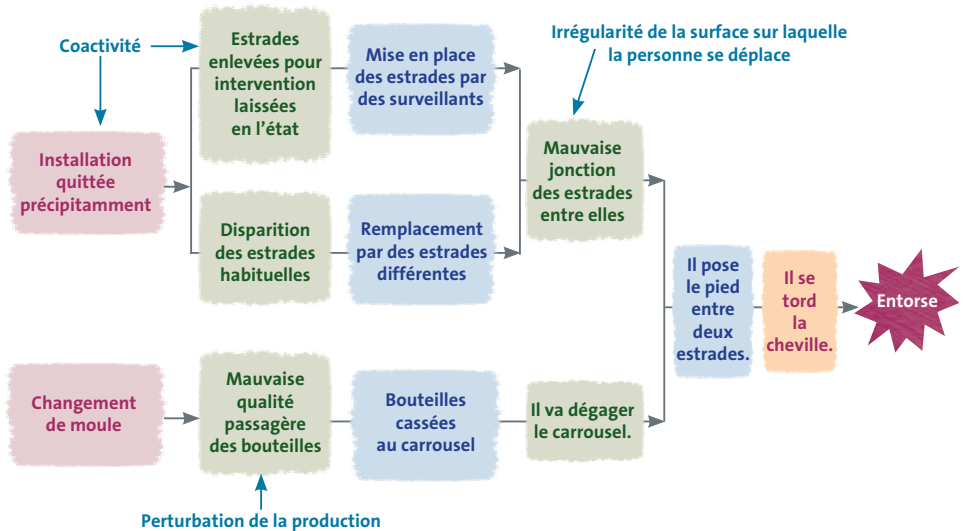 Coactivité
Estrades
enlevées pour
intervention
laissées
en l’état
Mise en place
des estrades par
des surveillants
Irrégularité de la surface sur laquelle
la personne se déplace
Installation
quittée
précipitamment
Mauvaise
jonction
des estrades
entre elles
Disparition
des estrades
habituelles
Remplacement
par des estrades
différentes
Il pose
le pied
entre
deux
estrades.
Il se
tord
la
cheville.
Entorse
Changement
de moule
Mauvaise
qualité
passagère
des bouteilles
Bouteilles
cassées
au carrousel
Il va dégager
le carrousel.
Perturbation de la production